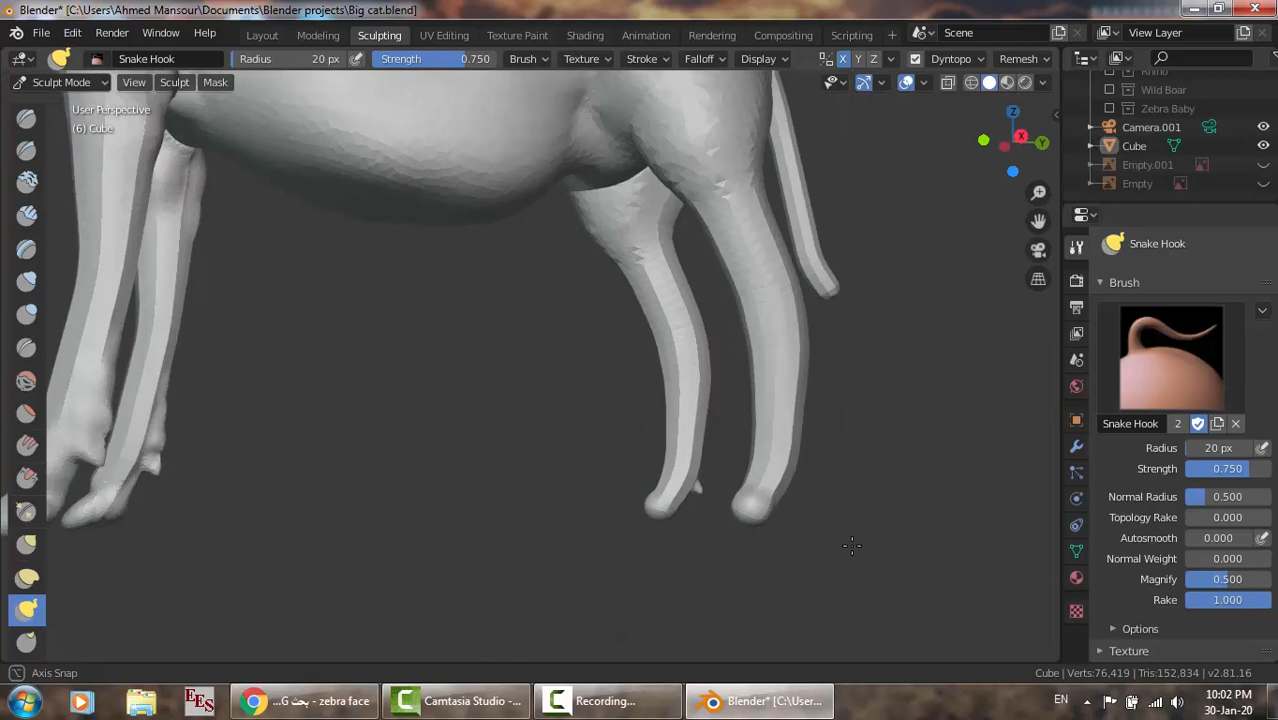 Blender* [C:\Users\Ahmed Mansour\Documents\Blender projects\Big cat.blend]
File Edit Render Window Help Layout Modeling Sculpting UV Editing Texture Paint Shading Animation Rendering Compositing Scripting Scene View Layer
Snake Hook Radius 20 px Strength 0.750 Brush Texture Stroke Falloff Display X Y Z Dyntopo Remesh
Sculpt Mode View Sculpt Mask
User Perspective
(6) Cube
Rhino
Wild Boar
Zebra Baby
Camera.001
Cube
Empty.001
Empty
Z
X
Y
Snake Hook
Brush
Snake Hook 2
Radius 20 px
Strength 0.750
Normal Radius 0.500
Topology Rake 0.000
Autosmooth 0.000
Normal Weight 0.000
Magnify 0.500
Rake 1.000
Options
Texture
Axis Snap
Cube | Verts:76,419 | Tris:152,834 | v2.81.16
EES
...G بحث - zebra face
Camtasia Studio -...
Recording...
Blender* [C:\User...
EN
10:02 PM
30-Jan-20